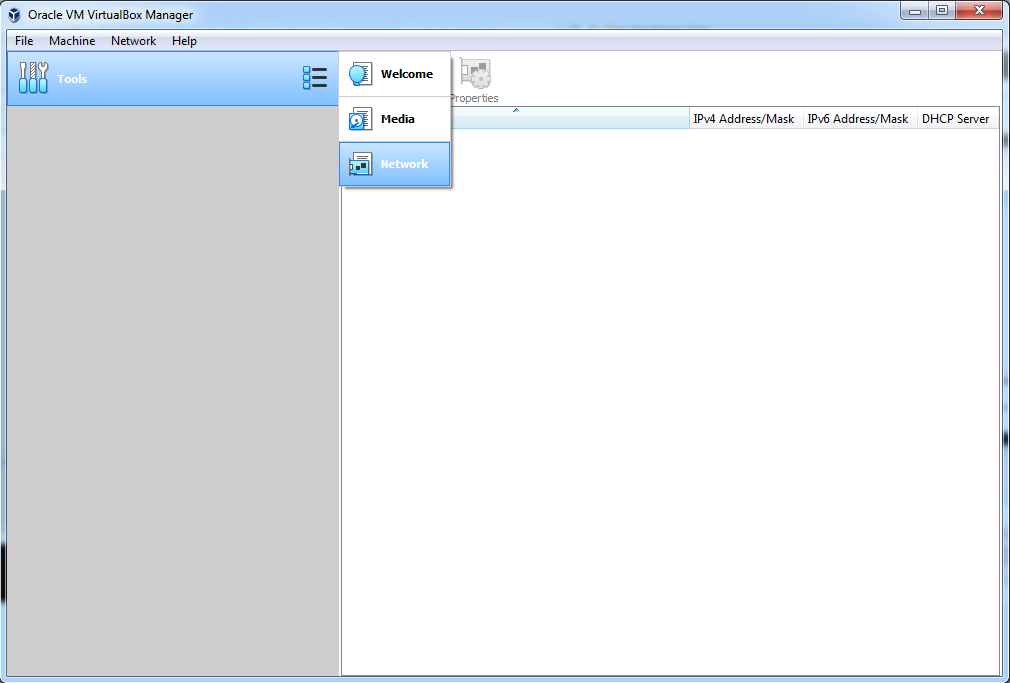 Oracle VM VirtualBox Manager
File Machine Network Help
Tools
Welcome
Media
Network
Properties
IPv4 Address/Mask IPv6 Address/Mask DHCP Server